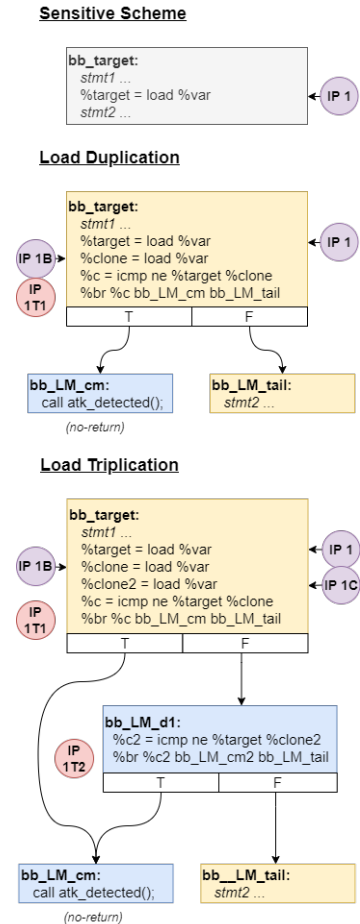 Sensitive Scheme
bb_target:
stmt1 ...
%target = load %var
stmt2 ...
IP 1
Load Duplication
bb_target:
stmt1 ...
%target = load %var
%clone = load %var
%c = icmp ne %target %clone
%br %c bb_LM_cm bb_LM_tail
IP 1
IP 1B
IP
1T1
T
F
bb_LM_cm:
call atk_detected();
(no-return)
bb_LM_tail:
stmt2 ...
Load Triplication
bb_target:
stmt1 ...
%target = load %var
%clone = load %var
%clone2 = load %var
%c = icmp ne %target %clone
%br %c bb_LM_cm bb_LM_tail
IP 1
IP 1B
IP 1C
IP
1T1
T
F
bb_LM_d1:
%c2 = icmp ne %target %clone2
%br %c2 bb_LM_cm2 bb_LM_tail
IP
1T2
T
F
bb_LM_cm:
call atk_detected();
(no-return)
bb__LM_tail:
stmt2 ...